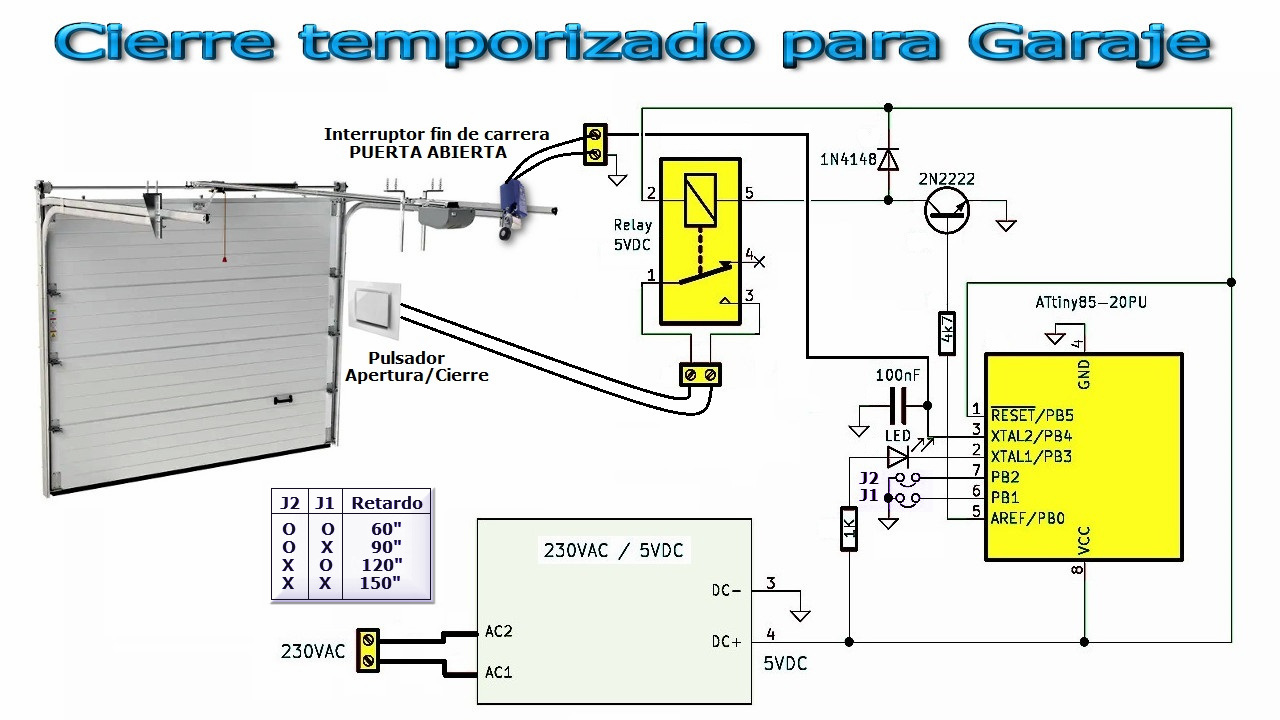 Cierre temporizado para Garaje
Interruptor fin de carrera
PUERTA ABIERTA
1N4148
2N2222
2
5
Relay
5VDC
4
1
3
4k7
ATtiny85-20PU
4
GND
Pulsador
Apertura/Cierre
100nF
1 RESET/PB5
3 XTAL2/PB4
LED
2 XTAL1/PB3
J2
7 PB2
J1
6 PB1
5 AREF/PB0
1K
VCC
8
J2 J1 Retardo
O O 60"
O X 90"
X O 120"
X X 150"
230VAC / 5VDC
DC- 3
AC2
DC+ 4
230VAC
5VDC
AC1